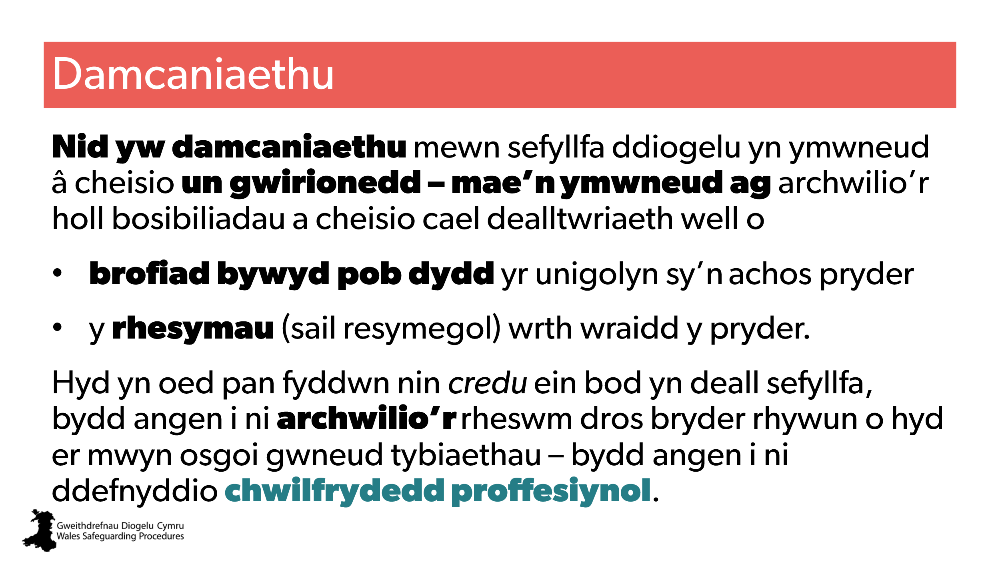 Damcaniaethu
Nid yw damcaniaethu mewn sefyllfa ddiogelu yn ymwneud
â cheisio un gwirionedd – mae’n ymwneud ag archwilio’r
holl bosibiliadau a cheisio cael dealltwriaeth well o
• brofiad bywyd pob dydd yr unigolyn sy’n achos pryder
• y rhesymau (sail resymegol) wrth wraidd y pryder.
Hyd yn oed pan fyddwn nin credu ein bod yn deall sefyllfa,
bydd angen i ni archwilio’r rheswm dros bryder rhywun o hyd
er mwyn osgoi gwneud tybiaethau – bydd angen i ni
ddefnyddio chwilfrydedd proffesiynol.
Gweithdrefnau Diogelu Cymru
Wales Safeguarding Procedures